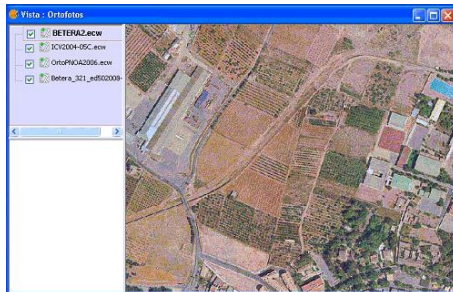 Vista : Ortofotos
BETERA2.ecw
ICV2004-05C.ecw
OrtoPNOA2006.ecw
Betera_321_ed502008-